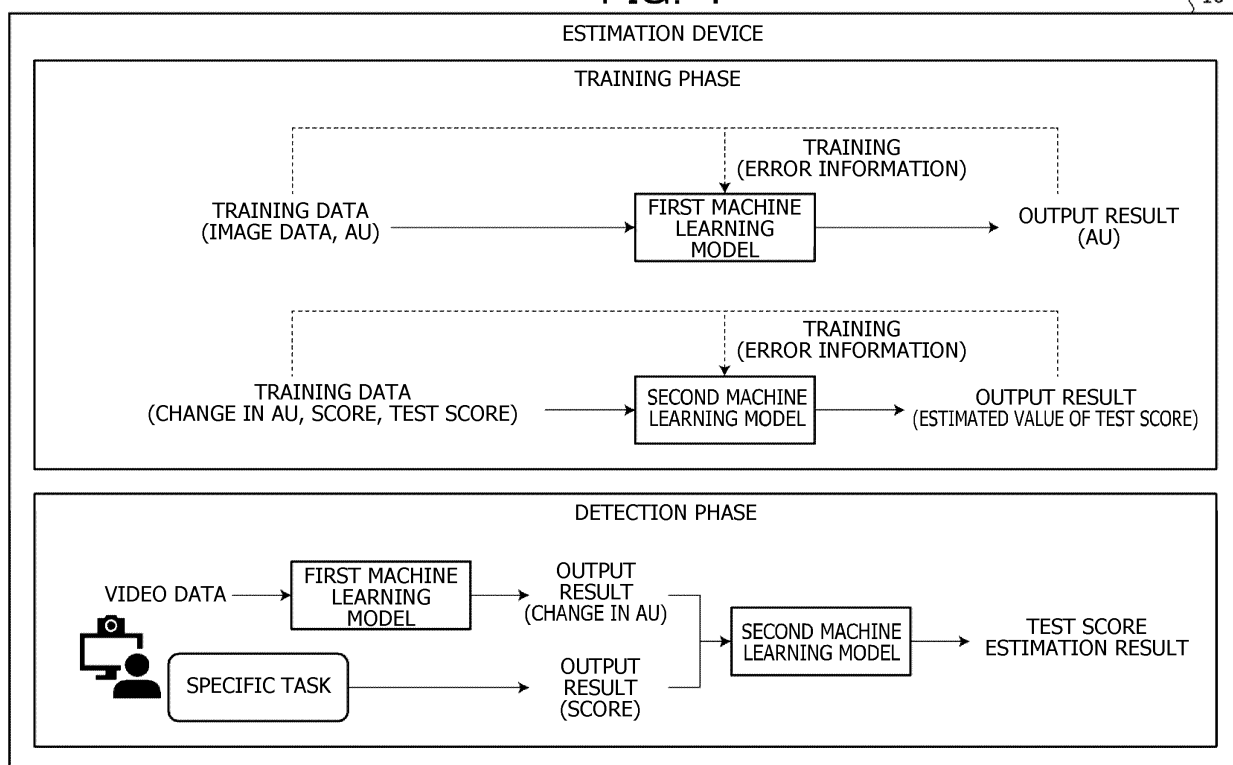 ESTIMATION DEVICE
TRAINING PHASE
TRAINING
(ERROR INFORMATION)
TRAINING DATA
(IMAGE DATA, AU)
FIRST MACHINE
LEARNING
MODEL
OUTPUT RESULT
(AU)
TRAINING
(ERROR INFORMATION)
TRAINING DATA
(CHANGE IN AU, SCORE, TEST SCORE)
SECOND MACHINE
LEARNING MODEL
OUTPUT RESULT
(ESTIMATED VALUE OF TEST SCORE)
DETECTION PHASE
VIDEO DATA
FIRST MACHINE
LEARNING
MODEL
OUTPUT
RESULT
(CHANGE IN AU)
SPECIFIC TASK
OUTPUT
RESULT
(SCORE)
SECOND MACHINE
LEARNING MODEL
TEST SCORE
ESTIMATION RESULT